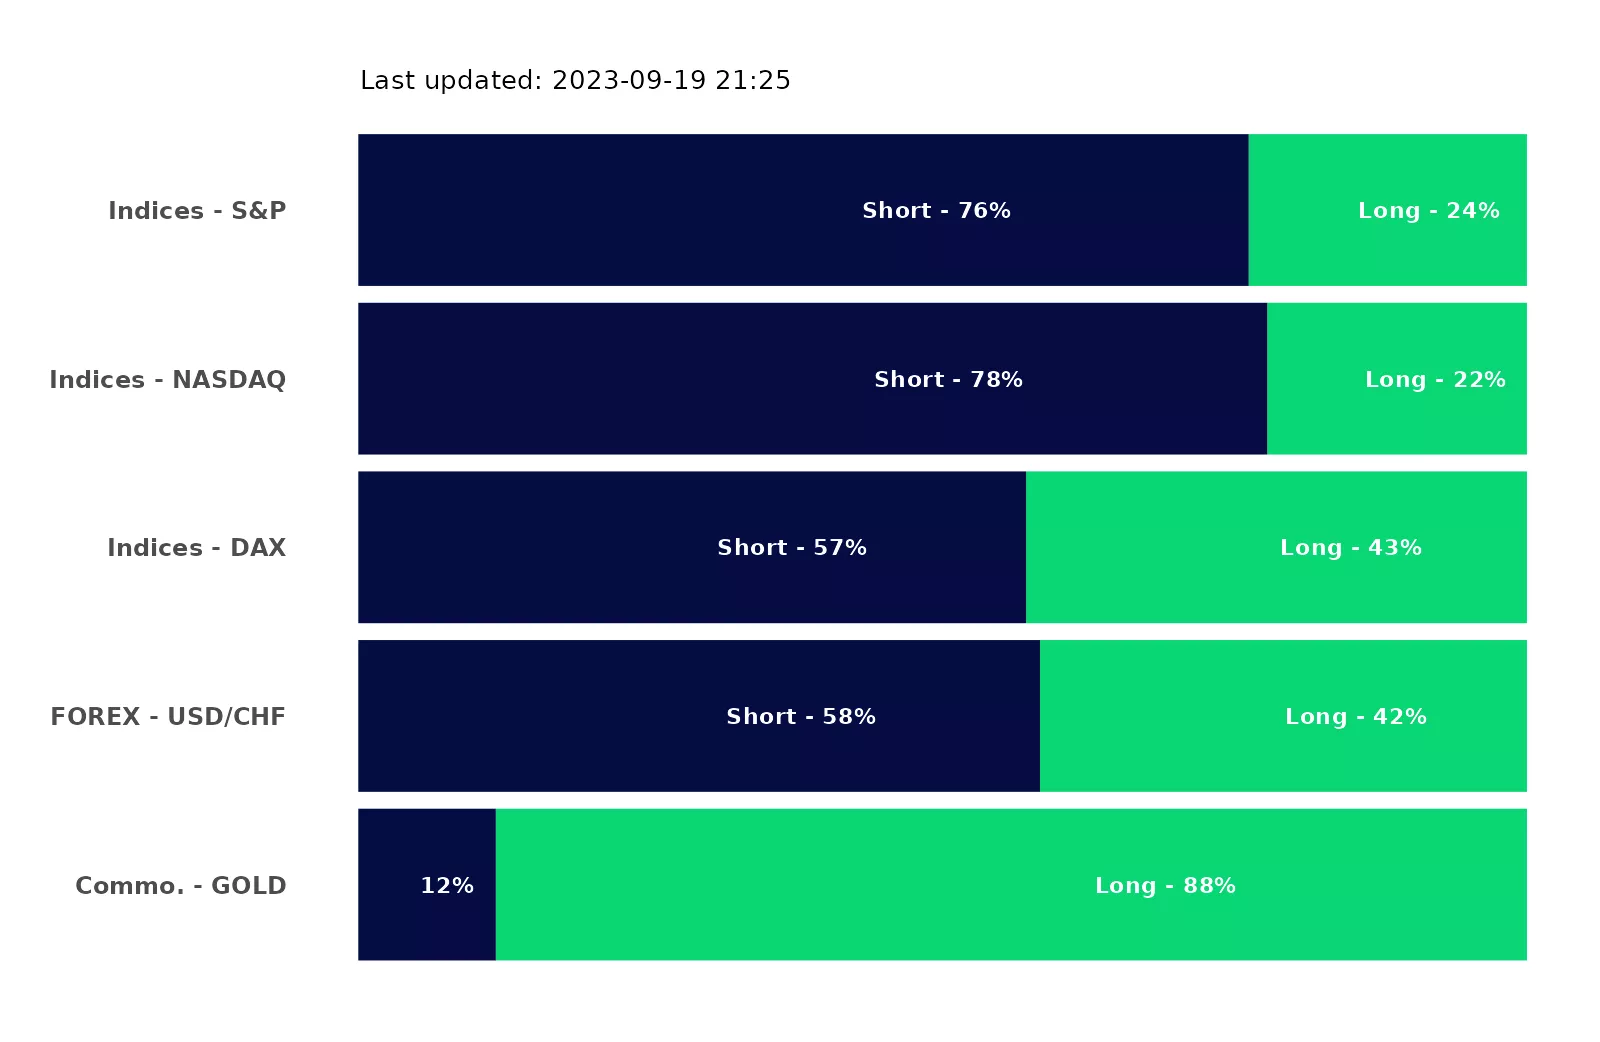 Last updated: 2023-09-19 21:25
Indices - S&P Short - 76% Long - 24%
Indices - NASDAQ Short - 78% Long - 22%
Indices - DAX Short - 57% Long - 43%
FOREX - USD/CHF Short - 58% Long - 42%
Commo. - GOLD 12% Long - 88%